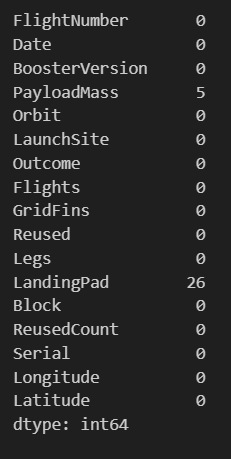 FlightNumber 0
Date 0
BoosterVersion 0
PayloadMass 5
Orbit 0
LaunchSite 0
Outcome 0
Flights 0
GridFins 0
Reused 0
Legs 0
LandingPad 26
Block 0
ReusedCount 0
Serial 0
Longitude 0
Latitude 0
dtype: int64